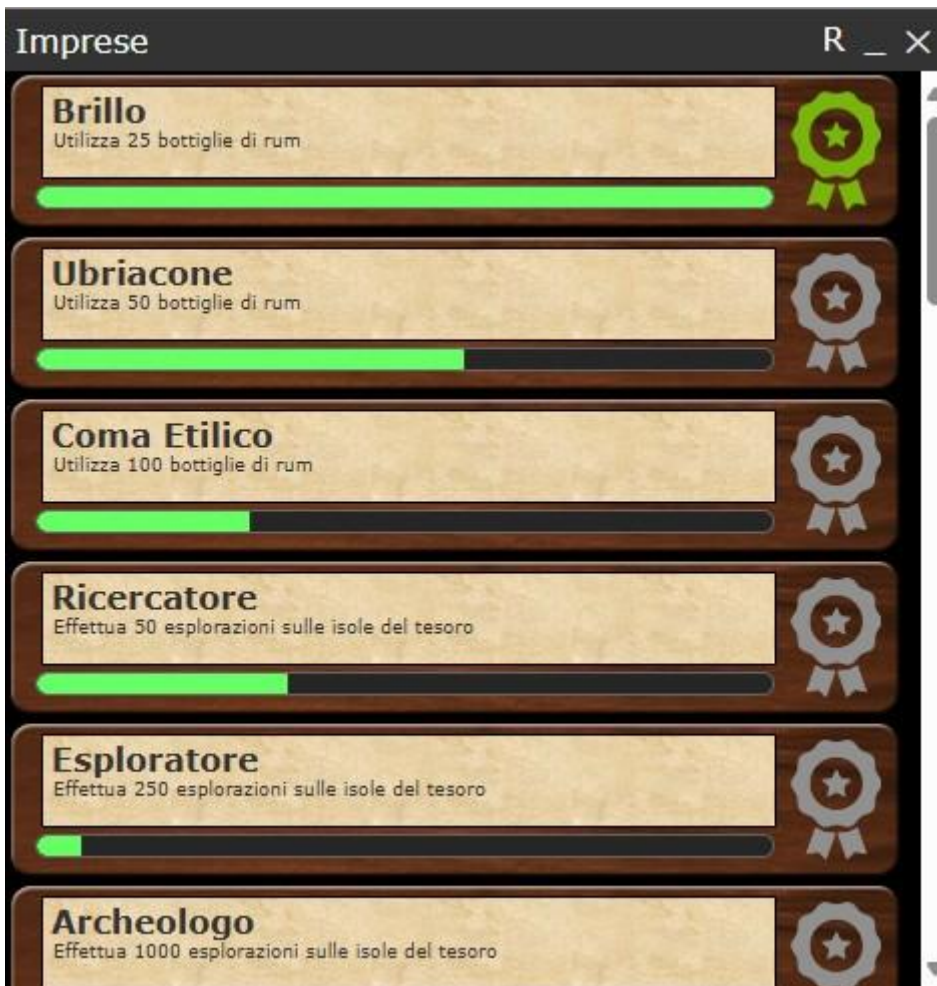 Imprese R _ ×
Brillo
Utilizza 25 bottiglie di rum
Ubriacone
Utilizza 50 bottiglie di rum
Coma Etilico
Utilizza 100 bottiglie di rum
Ricercatore
Effettua 50 esplorazioni sulle isole del tesoro
Esploratore
Effettua 250 esplorazioni sulle isole del tesoro
Archeologo
Effettua 1000 esplorazioni sulle isole del tesoro